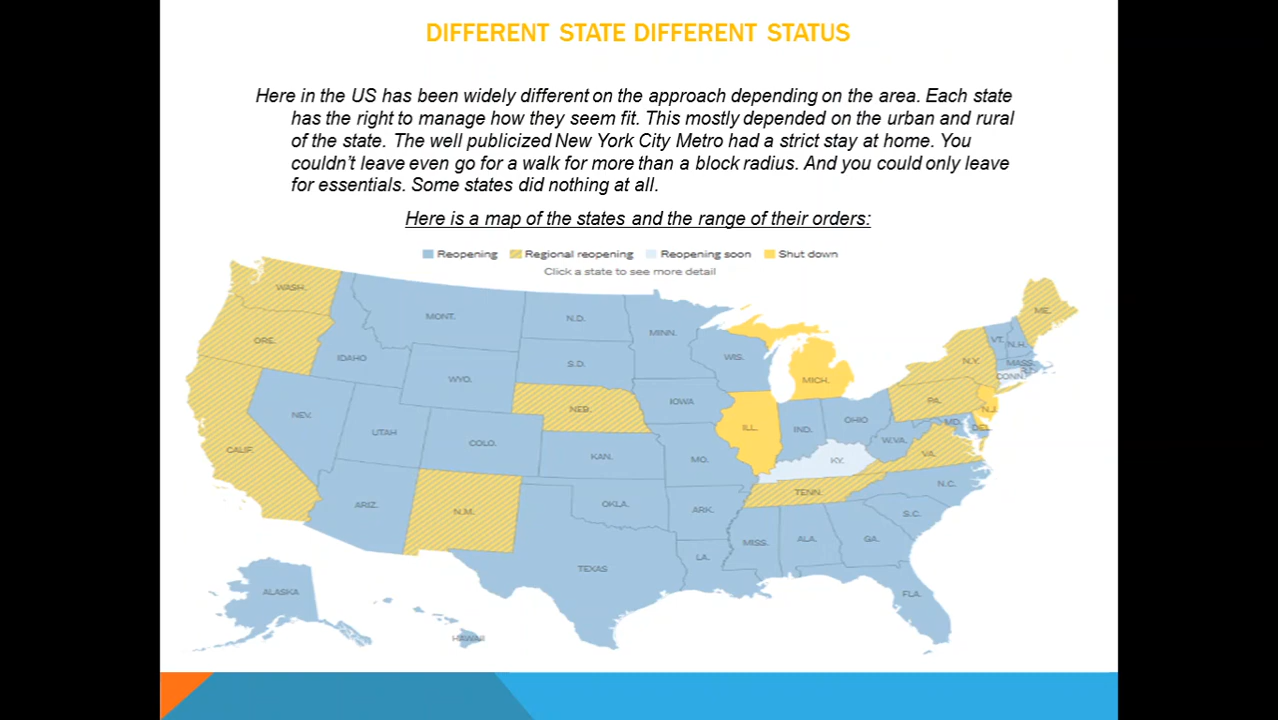 DIFFERENT STATE DIFFERENT STATUS
Here in the US has been widely different on the approach depending on the area. Each state
has the right to manage how they seem fit. This mostly depended on the urban and rural
of the state. The well publicized New York City Metro had a strict stay at home. You
couldn't leave even go for a walk for more than a block radius. And you could only leave
for essentials. Some states did nothing at all.
Here is a map of the states and the range of their orders:
Reopening Regional reopening Reopening soon Shut down
Click a state to see more detail
WASH.
MONT.
N.D.
MINN.
ME.
ORE.
IDAHO
S.D.
WIS.
VT.
N.H.
WYO.
MICH.
N.Y.
MASS.
R.I.
CONN.
NEV.
NEB.
IOWA
PA.
N.J.
UTAH
COLO.
ILL.
IND.
OHIO
MD.
DEL.
CALIF.
KAN.
MO.
KY.
W.VA.
VA.
ARIZ.
N.M.
OKLA.
ARK.
TENN.
N.C.
S.C.
TEXAS
LA.
MISS.
ALA.
GA.
FLA.
ALASKA
HAWAII